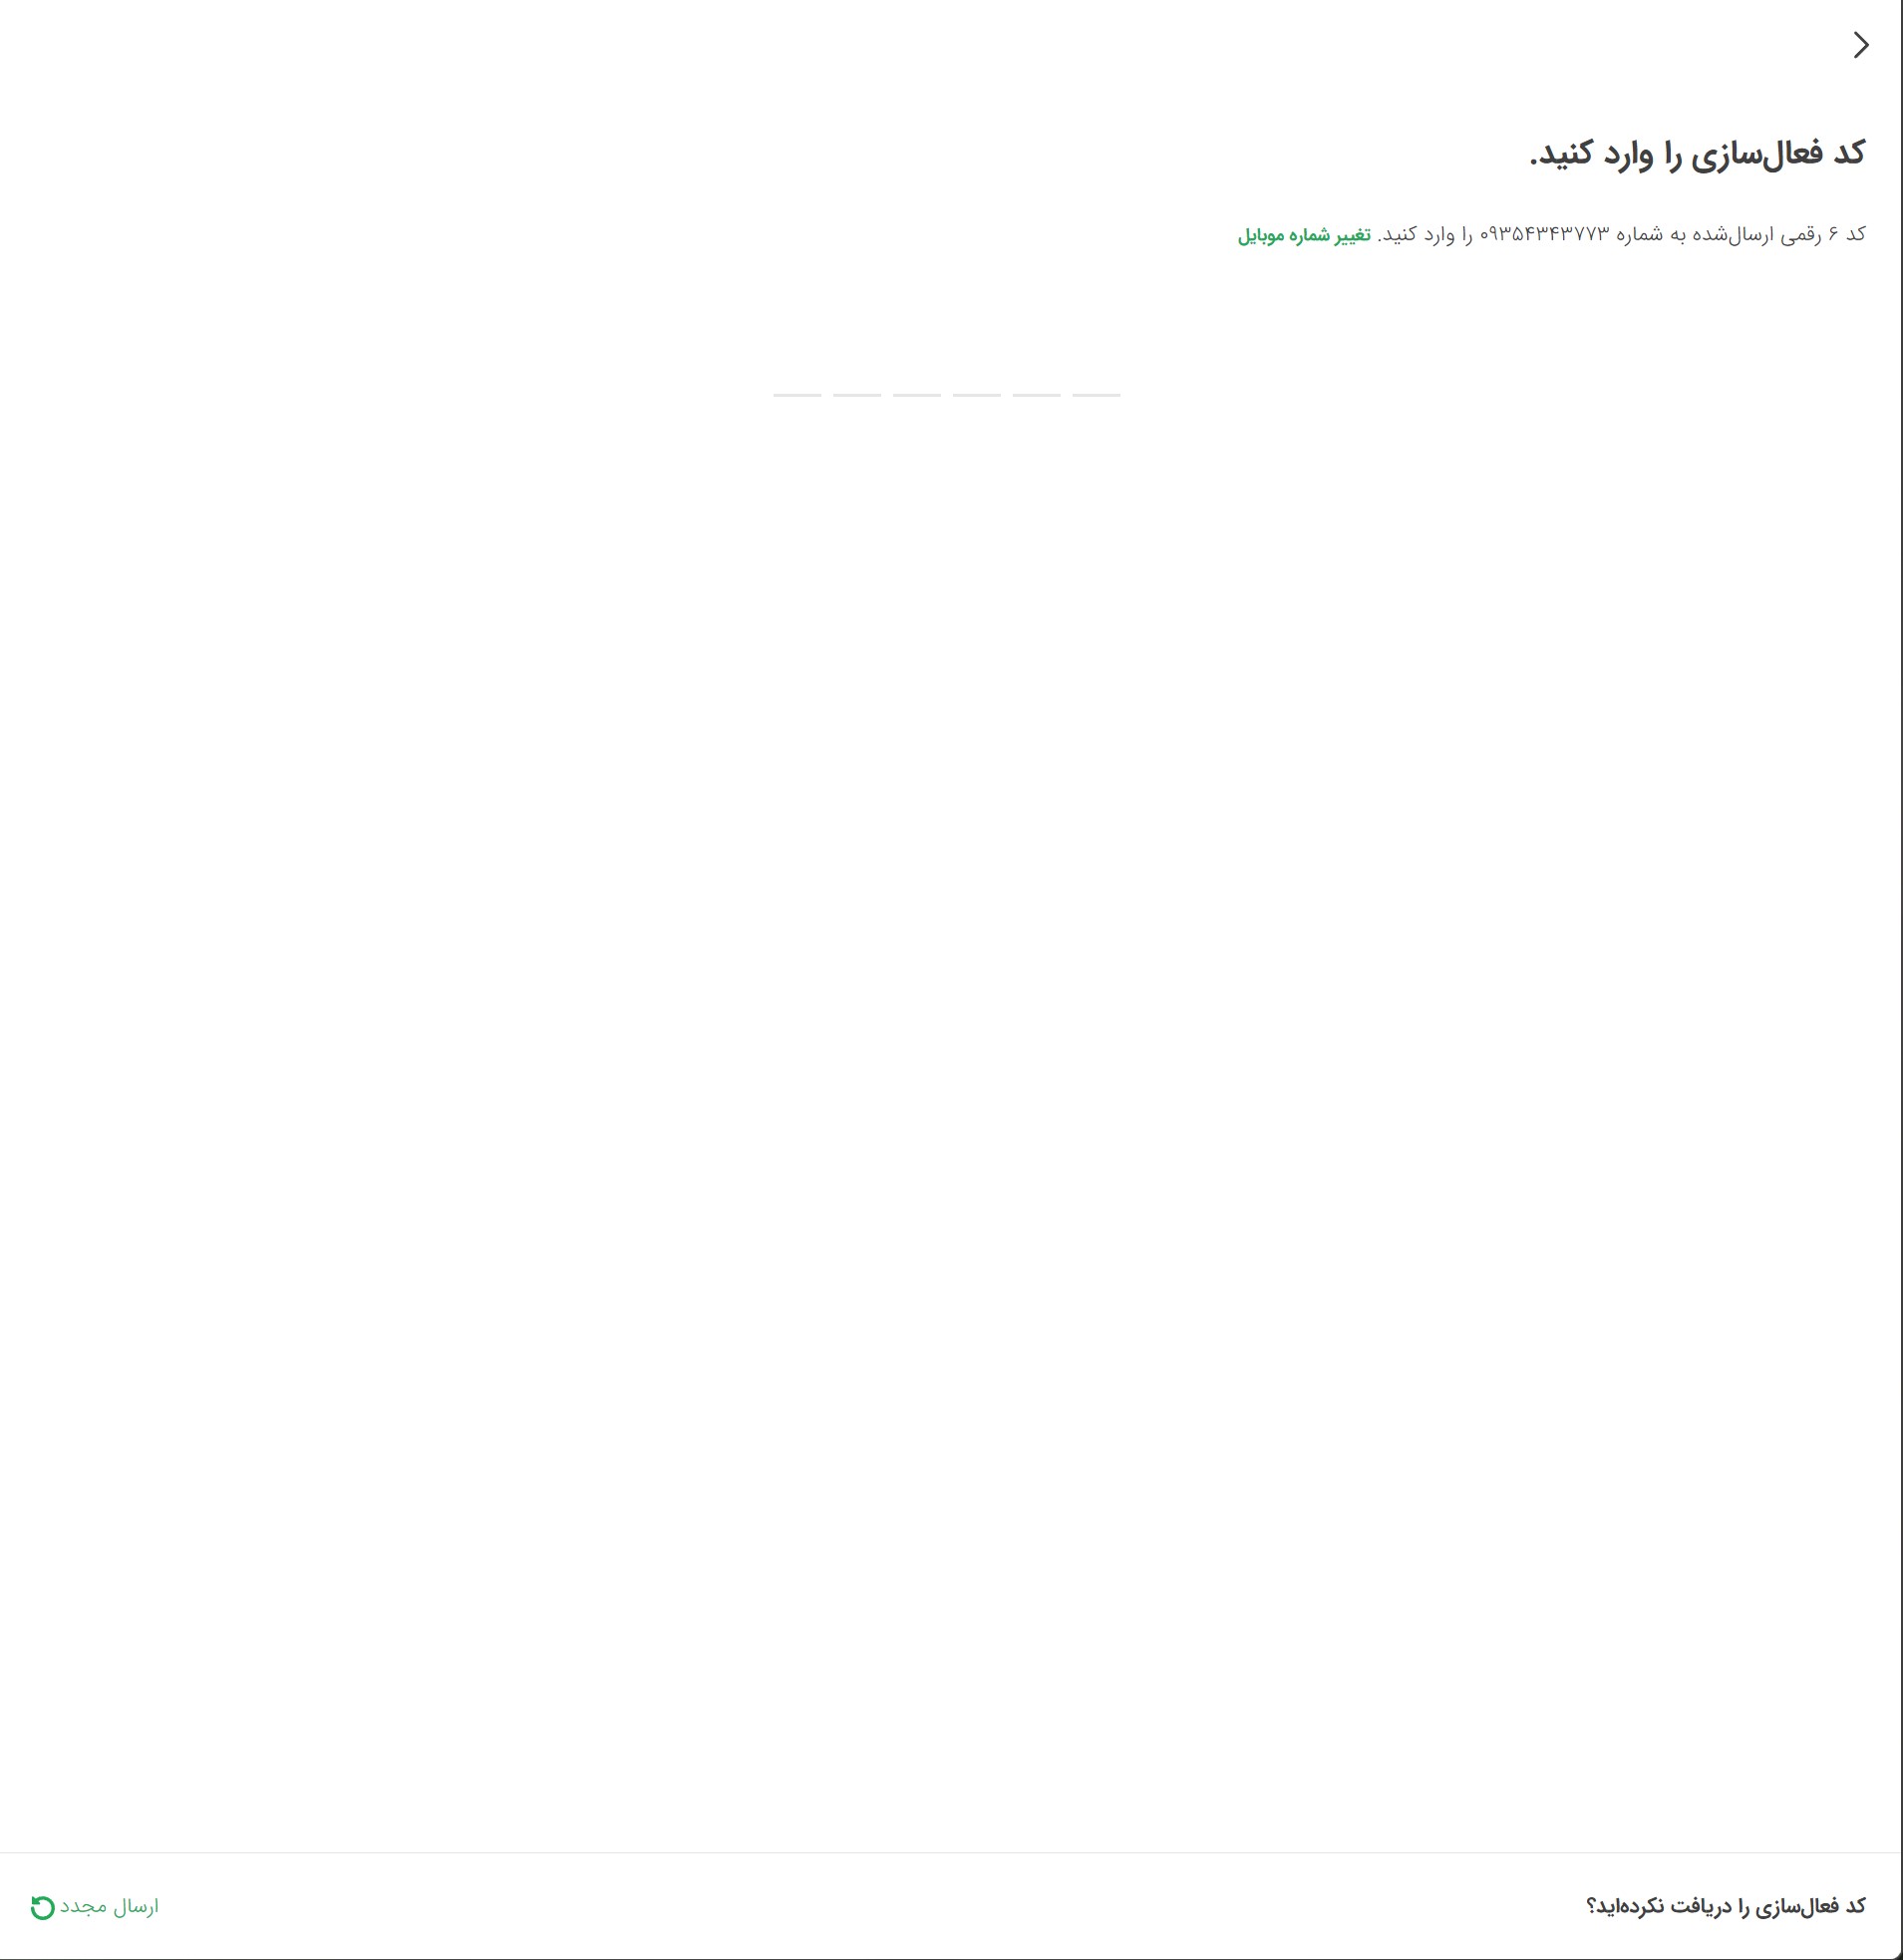 کد فعال‌سازی را وارد کنید.
کد ۶ رقمی ارسال‌شده به شماره ۰۹۳۵۴۳۴۳۷۷۳ را وارد کنید. تغییر شماره موبایل
کد فعال‌سازی را دریافت نکرده‌اید؟
ارسال مجدد